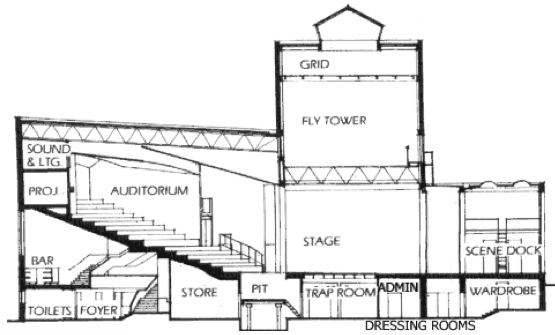 GRID
FLY TOWER
SOUND
& LTG.
PROJ.
AUDITORIUM
STAGE
BAR
SCENE DOCK
TOILETS
FOYER
STORE
PIT
TRAP ROOM
ADMIN
WARDROBE
DRESSING ROOMS